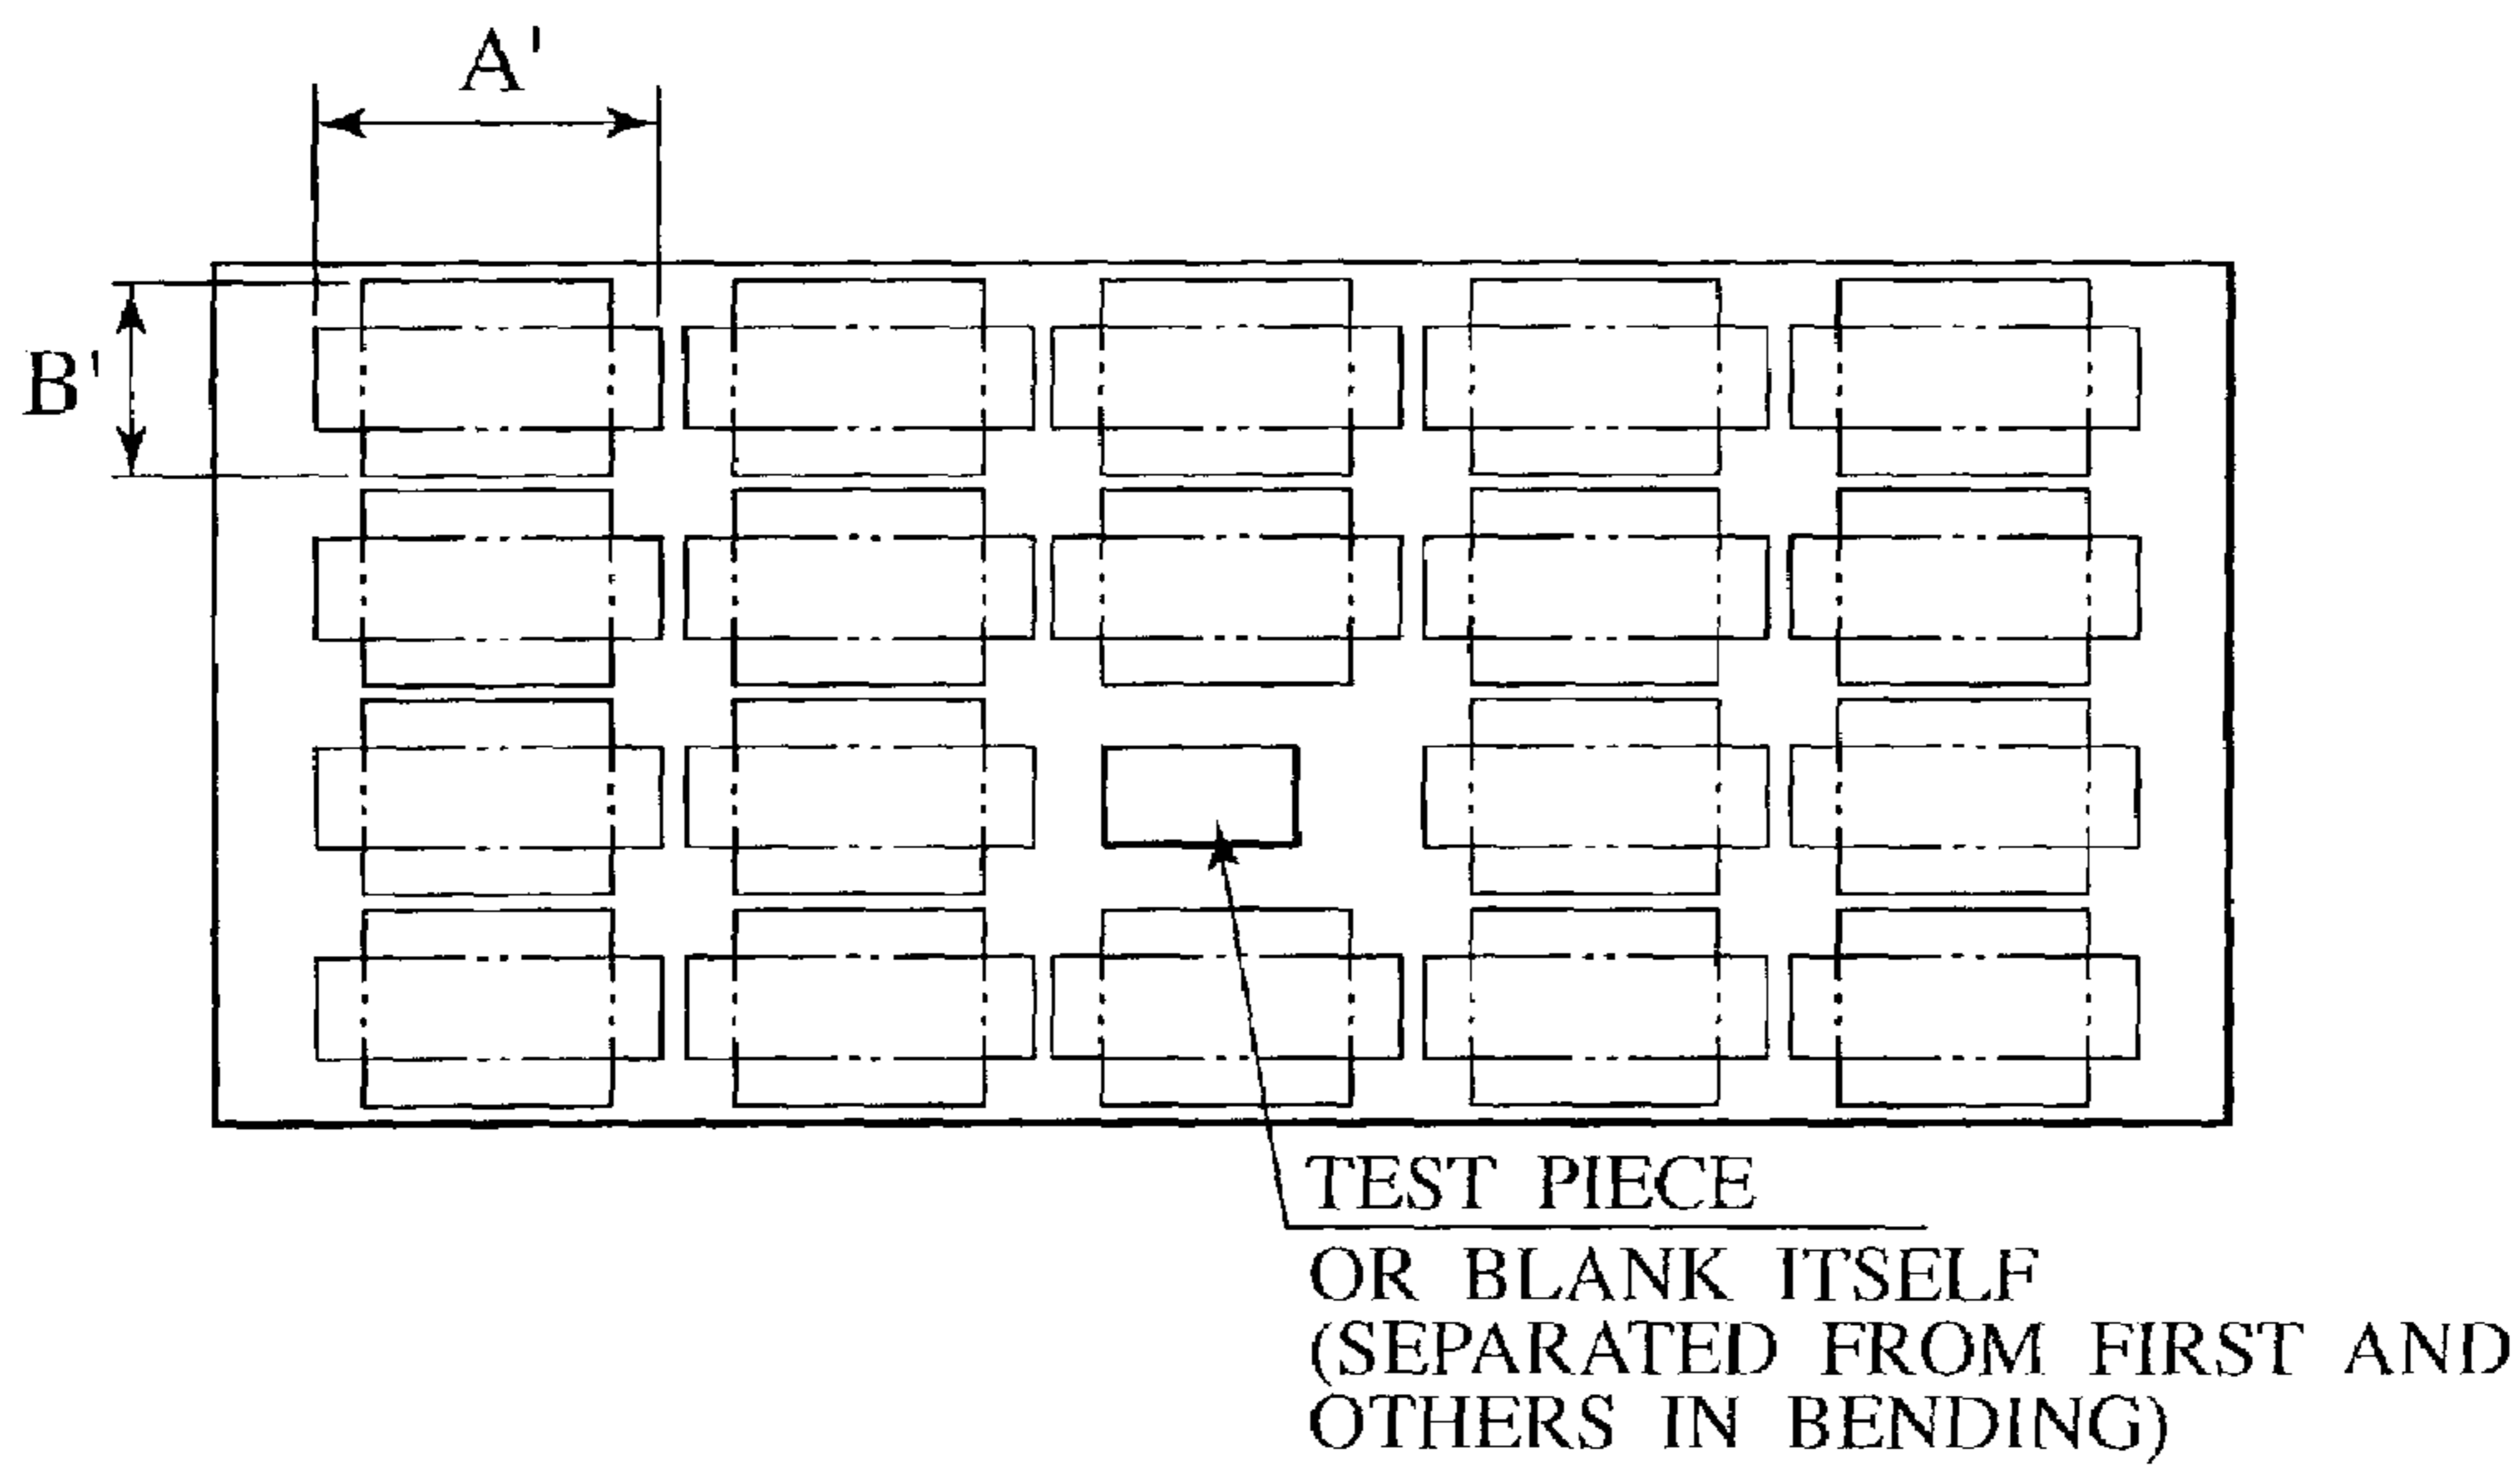 A'
B'
TEST PIECE
OR BLANK ITSELF
(SEPARATED FROM FIRST AND
OTHERS IN BENDING)